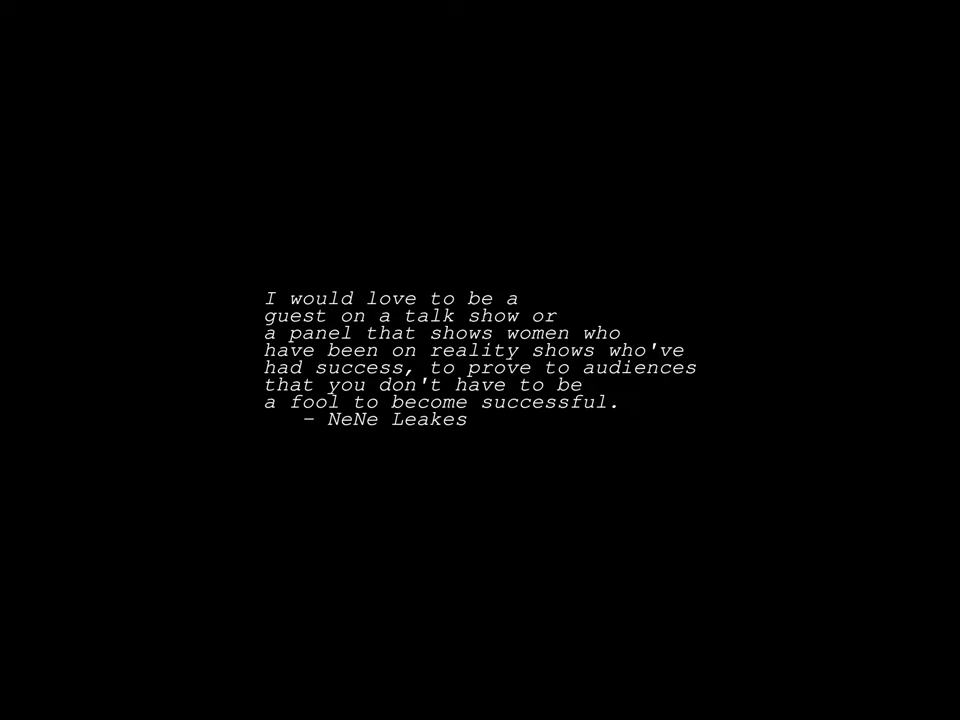 I would love to be a
guest on a talk show or
a panel that shows women who
have been on reality shows who've
had success, to prove to audiences
that you don't have to be
a fool to become successful.
- NeNe Leakes